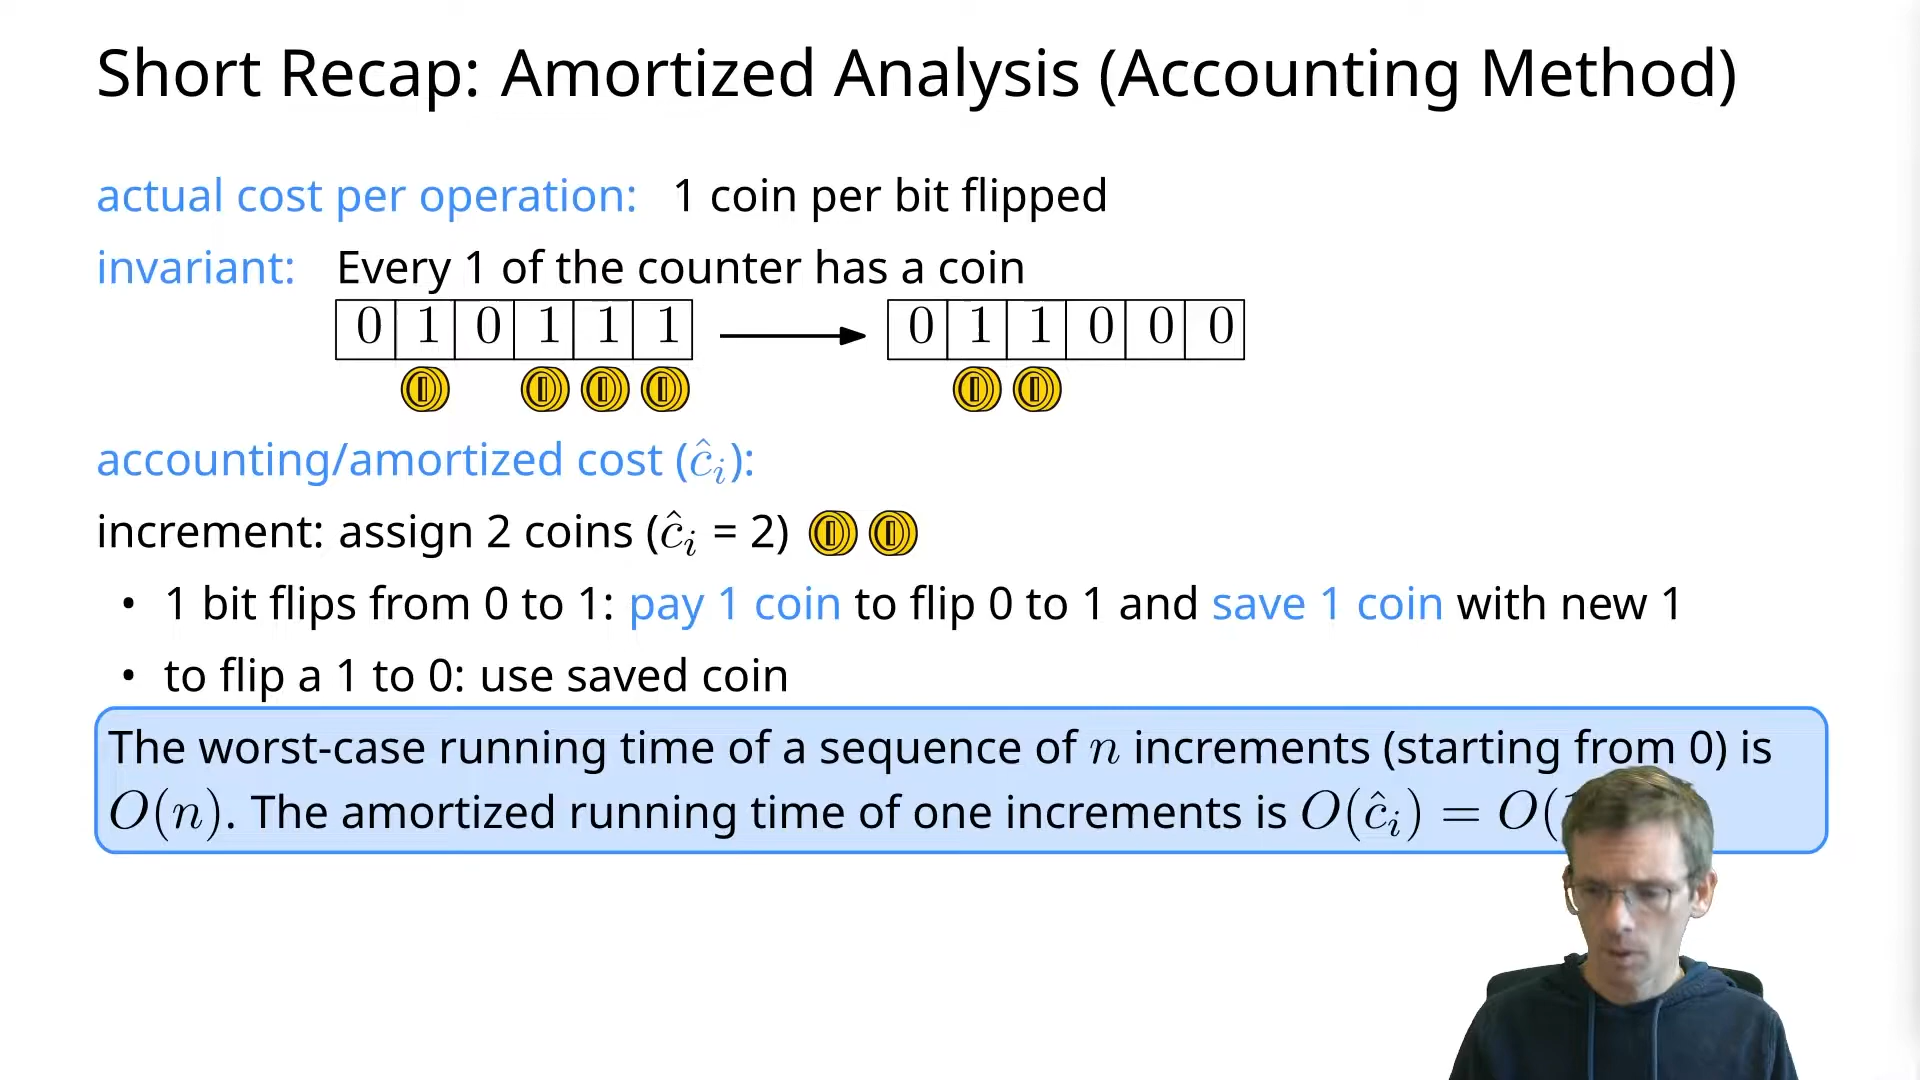 Short Recap: Amortized Analysis (Accounting Method)
actual cost per operation: 1 coin per bit flipped
invariant: Every 1 of the counter has a coin
0 1 0 1 1 1 0 1 1 0 0 0
accounting/amortized cost (ĉᵢ):
increment: assign 2 coins (ĉᵢ = 2)
• 1 bit flips from 0 to 1: pay 1 coin to flip 0 to 1 and save 1 coin with new 1
• to flip a 1 to 0: use saved coin
The worst-case running time of a sequence of n increments (starting from 0) is
O(n). The amortized running time of one increments is O(ĉᵢ) = O(